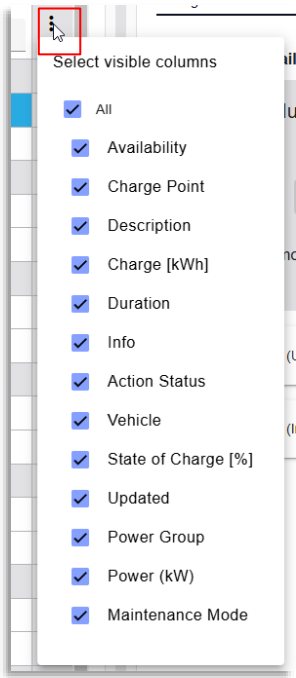 Select visible columns
All
Availability
Charge Point
Description
Charge [kWh]
Duration
Info
Action Status
Vehicle
State of Charge [%]
Updated
Power Group
Power (kW)
Maintenance Mode